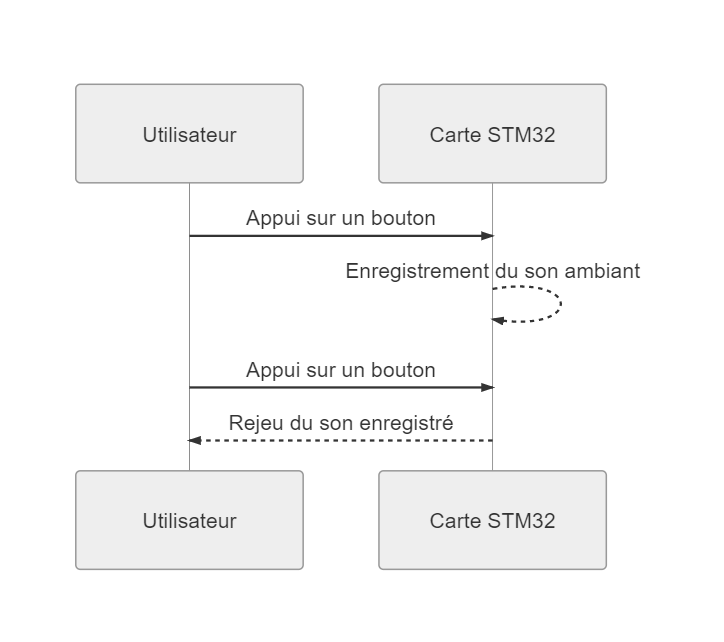 Utilisateur
Carte STM32
Appui sur un bouton
Enregistrement du son ambiant
Appui sur un bouton
Rejeu du son enregistré
Utilisateur
Carte STM32